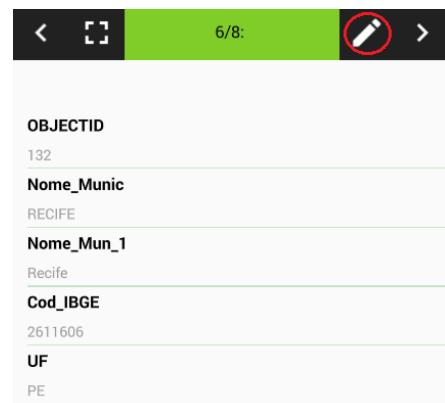 6/8:
OBJECTID
132
Nome_Munic
RECIFE
Nome_Mun_1
Recife
Cod_IBGE
2611606
UF
PE